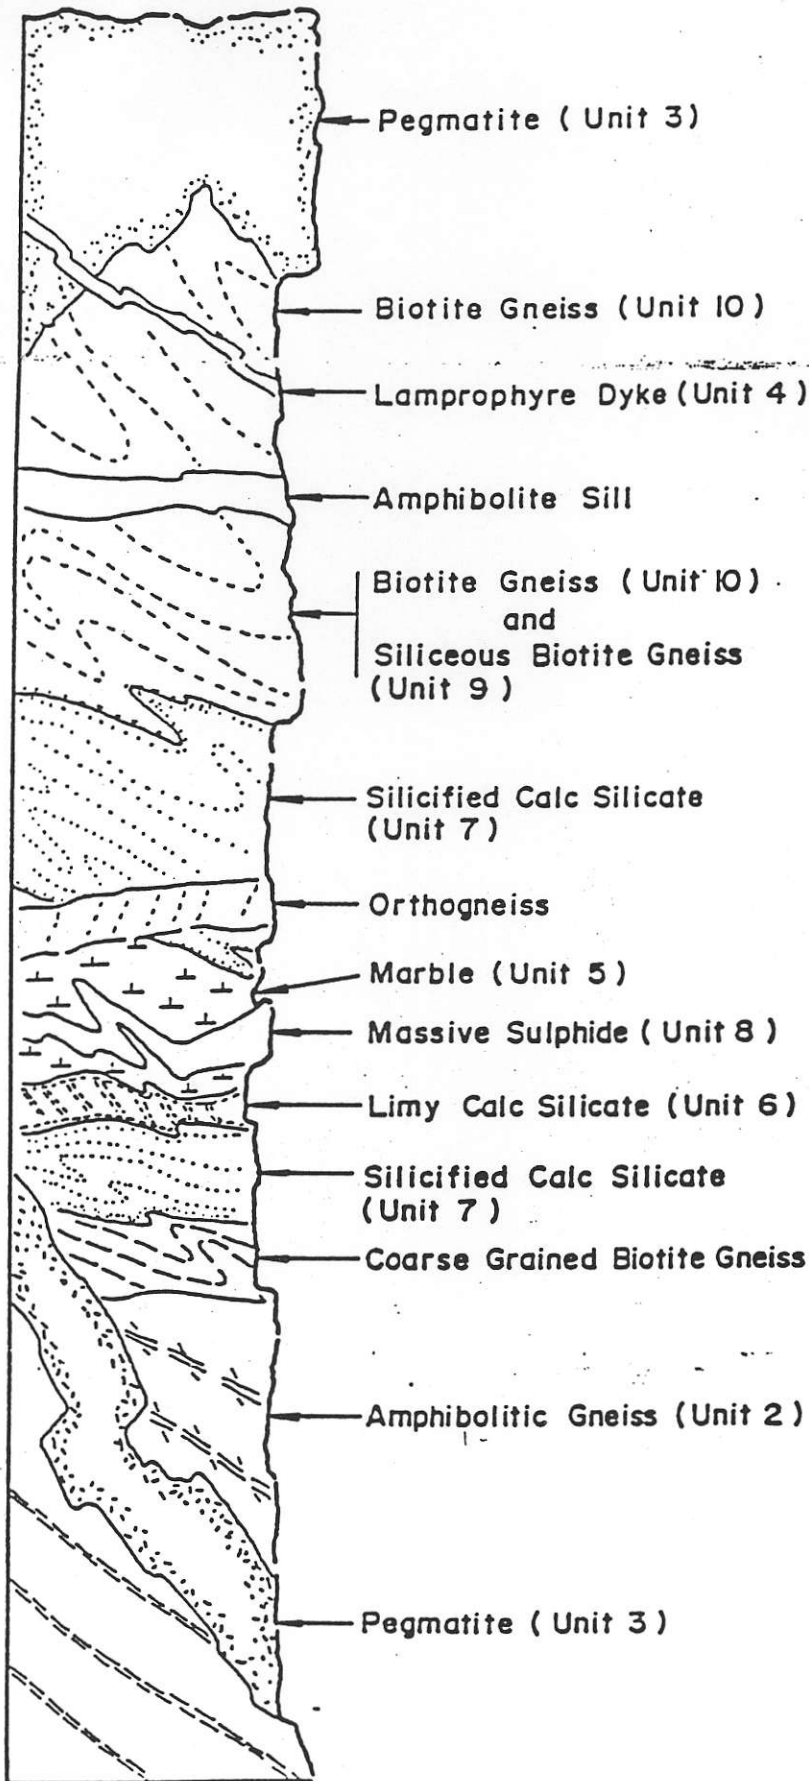 Pegmatite ( Unit 3)
Biotite Gneiss (Unit 10)
Lamprophyre Dyke (Unit 4)
Amphibolite Sill
Biotite Gneiss (Unit 10)
and
Siliceous Biotite Gneiss
(Unit 9)
Silicified Calc Silicate
(Unit 7)
Orthogneiss
Marble (Unit 5)
Massive Sulphide ( Unit 8)
Limy Calc Silicate (Unit 6)
Silicified Calc Silicate
(Unit 7)
Coarse Grained Biotite Gneiss
Amphibolitic Gneiss (Unit 2)
Pegmatite ( Unit 3)